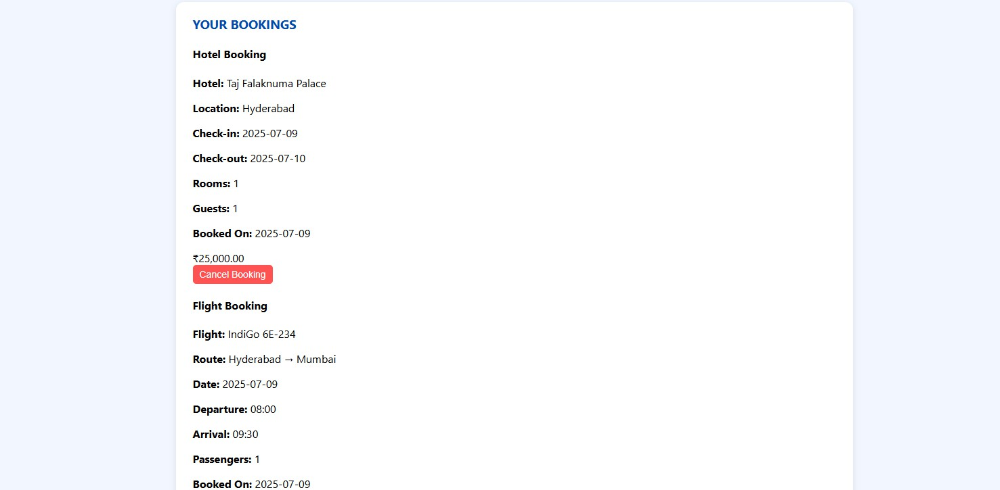 YOUR BOOKINGS
Hotel Booking
Hotel: Taj Falaknuma Palace
Location: Hyderabad
Check-in: 2025-07-09
Check-out: 2025-07-10
Rooms: 1
Guests: 1
Booked On: 2025-07-09
₹25,000.00
Cancel Booking
Flight Booking
Flight: IndiGo 6E-234
Route: Hyderabad → Mumbai
Date: 2025-07-09
Departure: 08:00
Arrival: 09:30
Passengers: 1
Booked On: 2025-07-09